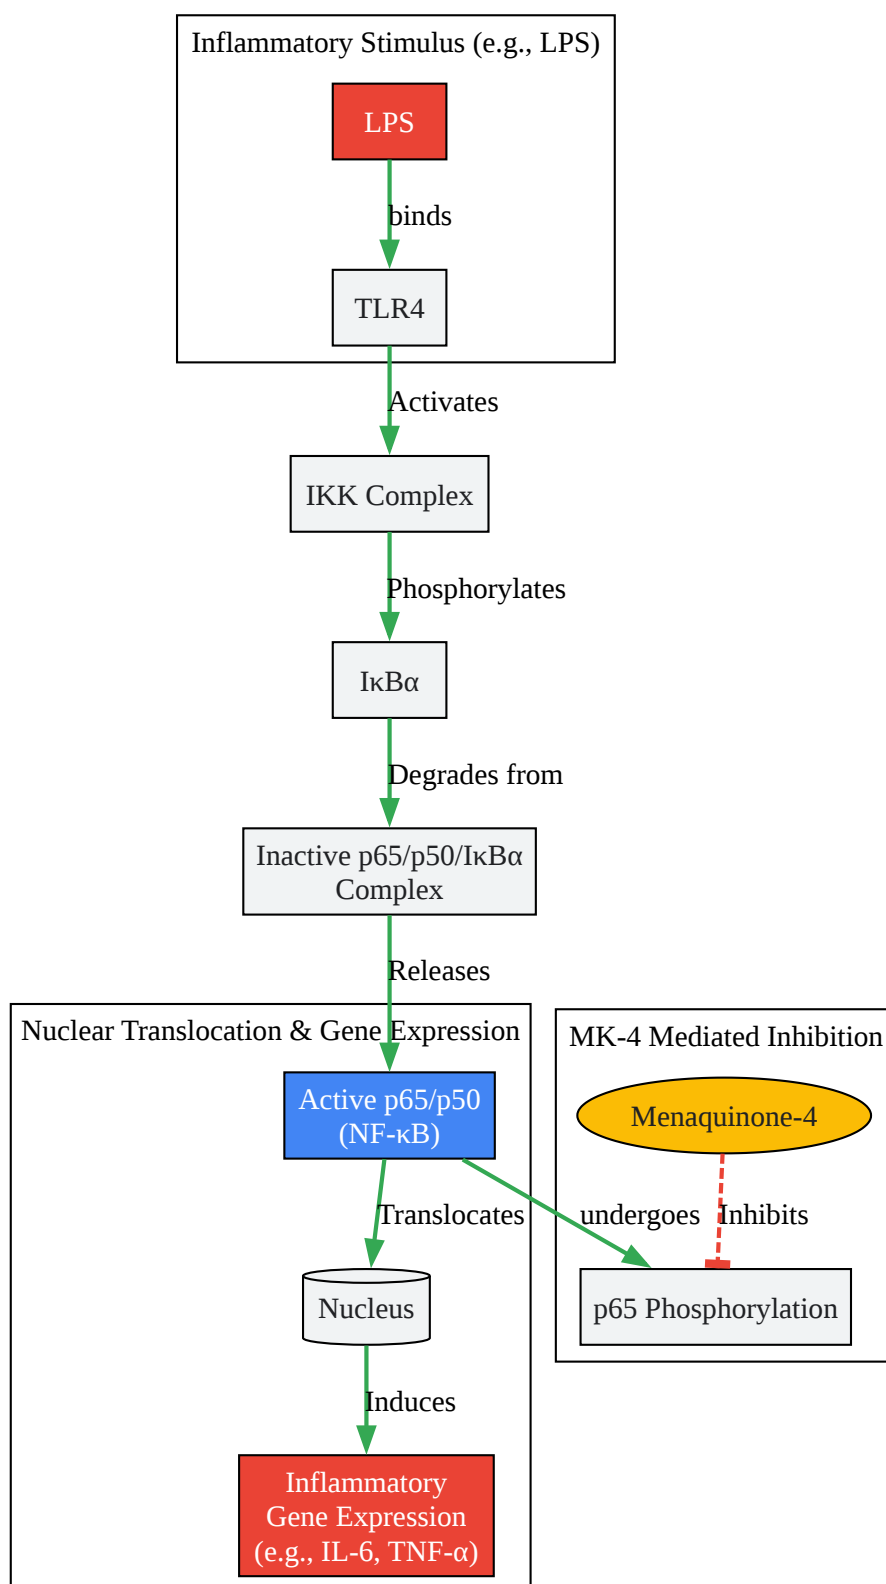 Inflammatory Stimulus (e.g., LPS)
LPS
binds
TLR4
Activates
IKK Complex
Phosphorylates
IκBα
Degrades from
Inactive p65/p50/IκBα
Complex
Releases
Nuclear Translocation & Gene Expression
MK-4 Mediated Inhibition
Active p65/p50
(NF-κB)
Menaquinone-4
Translocates
undergoes
Inhibits
Nucleus
p65 Phosphorylation
Induces
Inflammatory
Gene Expression
(e.g., IL-6, TNF-α)